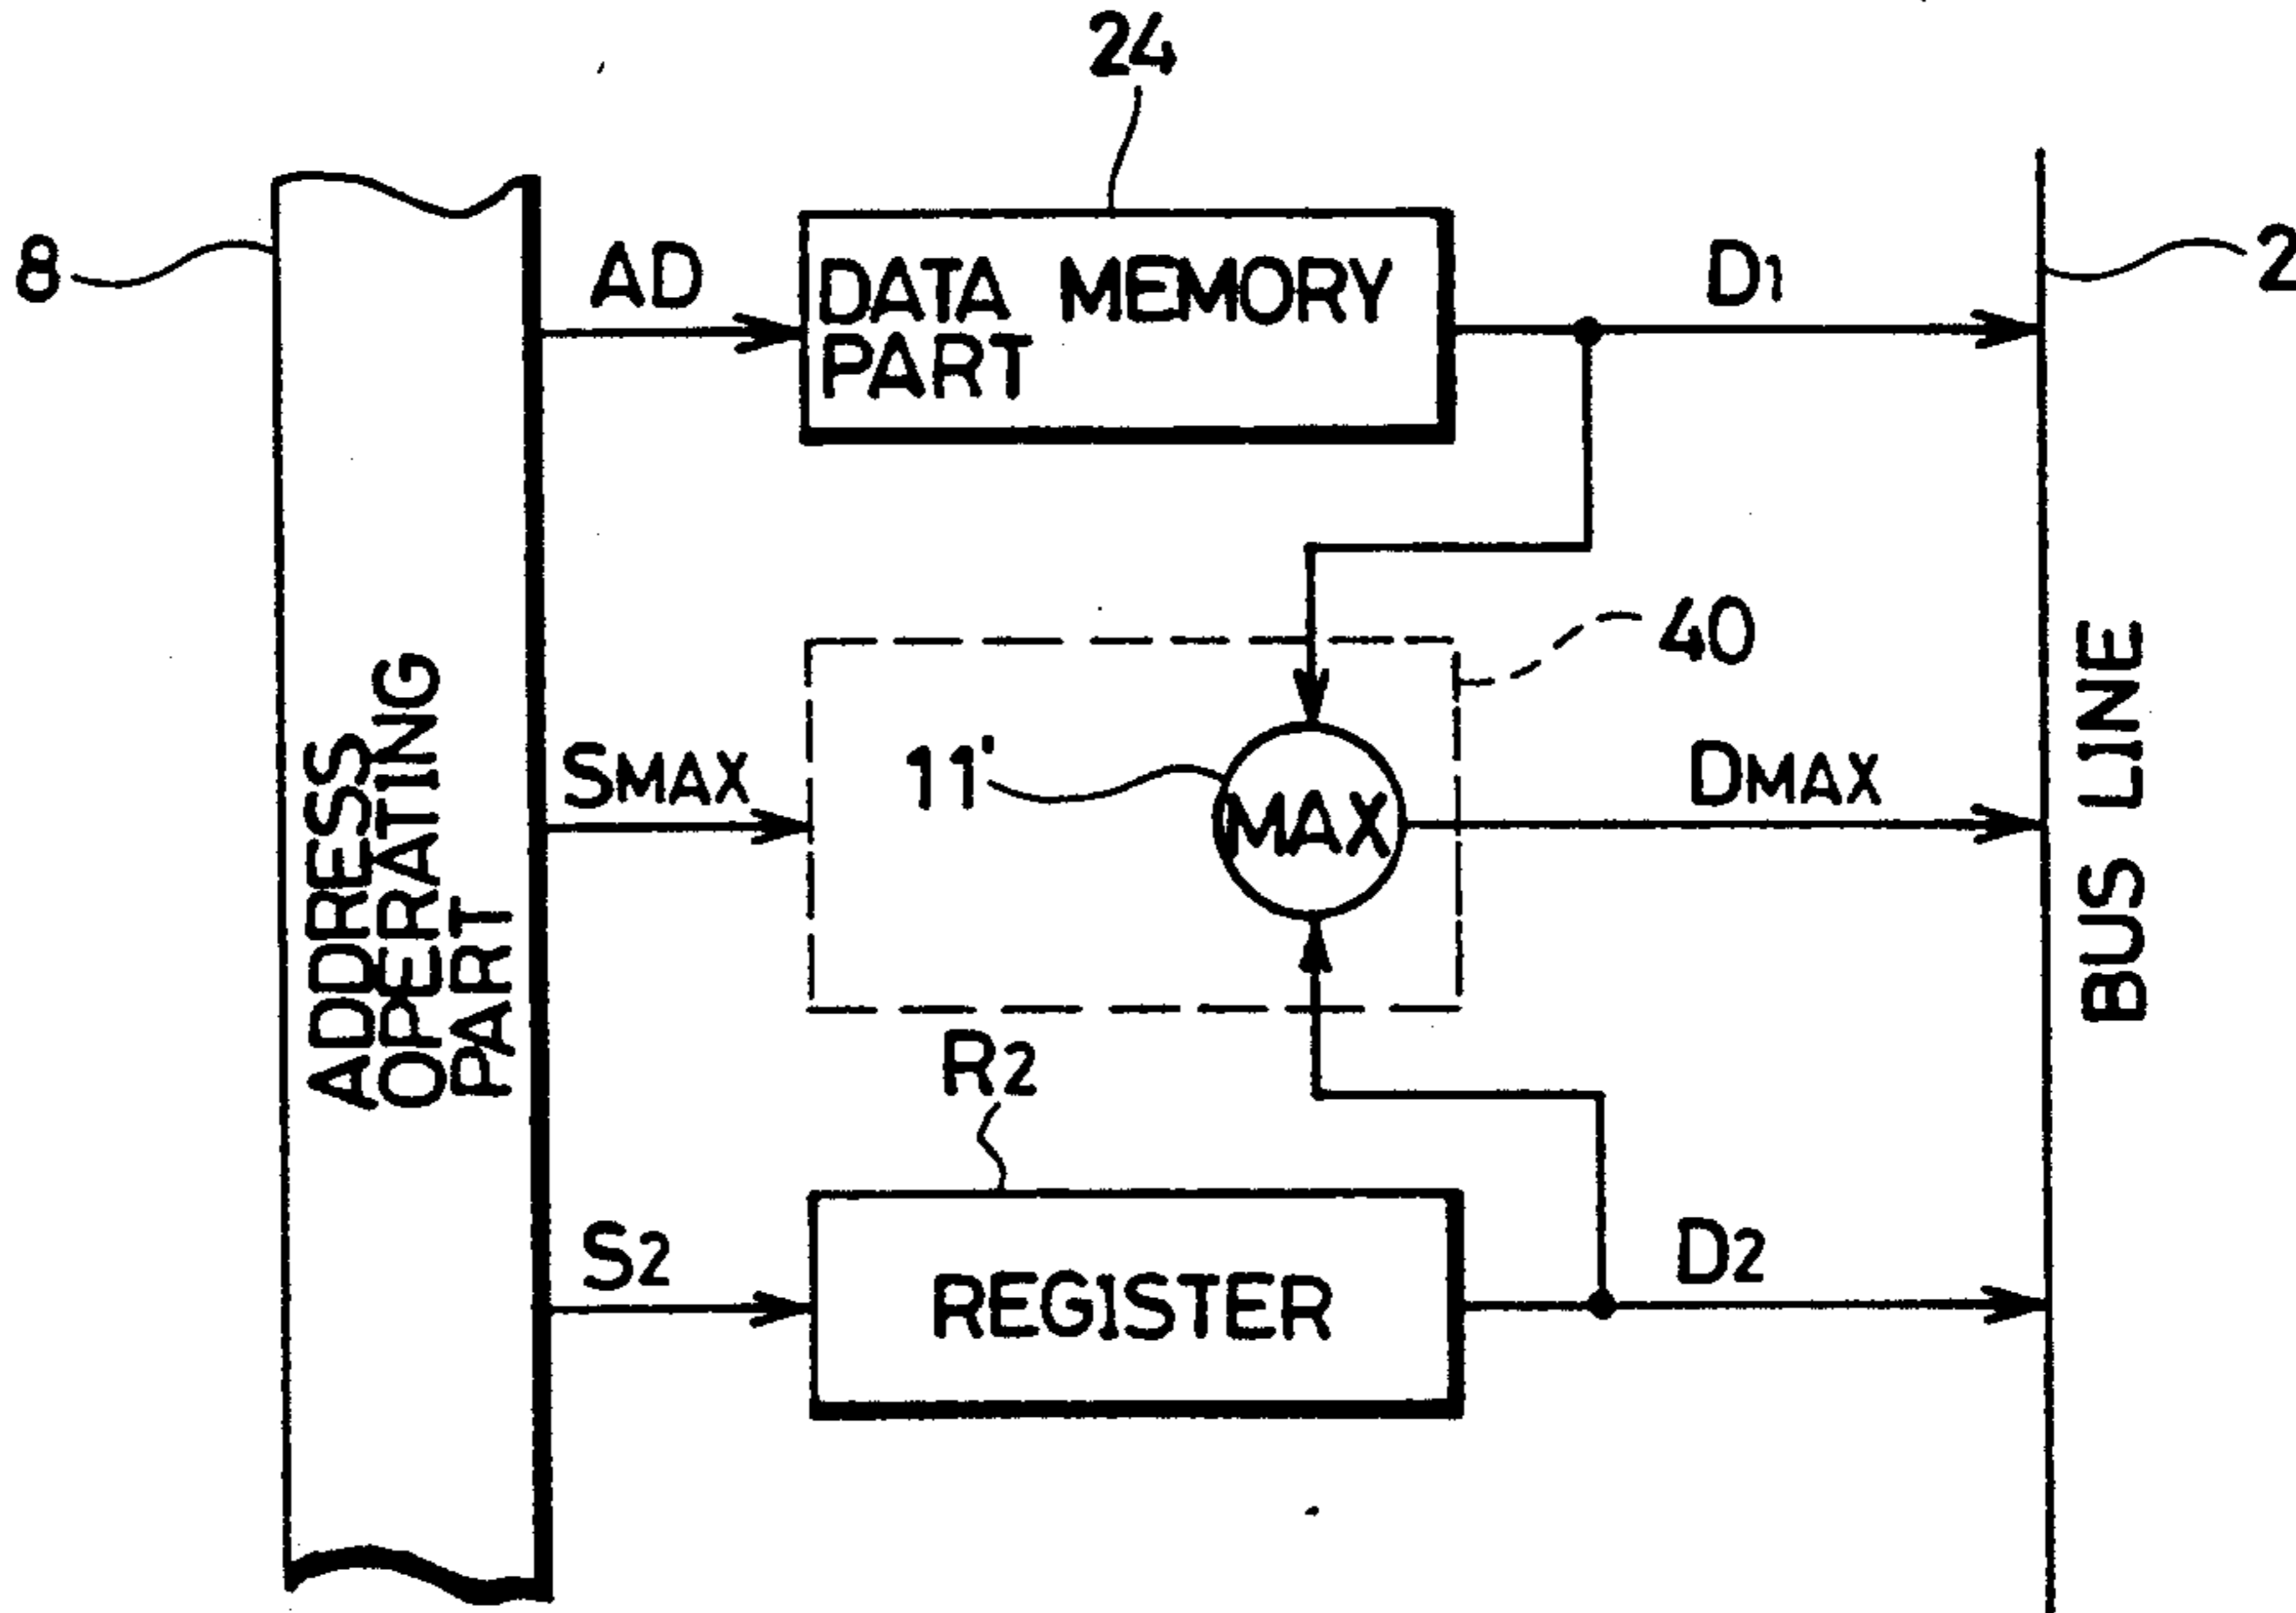 24
8
AD
DATA MEMORY
PART
D1
2
40
SMAX
11'
MAX
DMAX
ADDRESS
OPERATING
PART
BUS LINE
R2
S2
REGISTER
D2